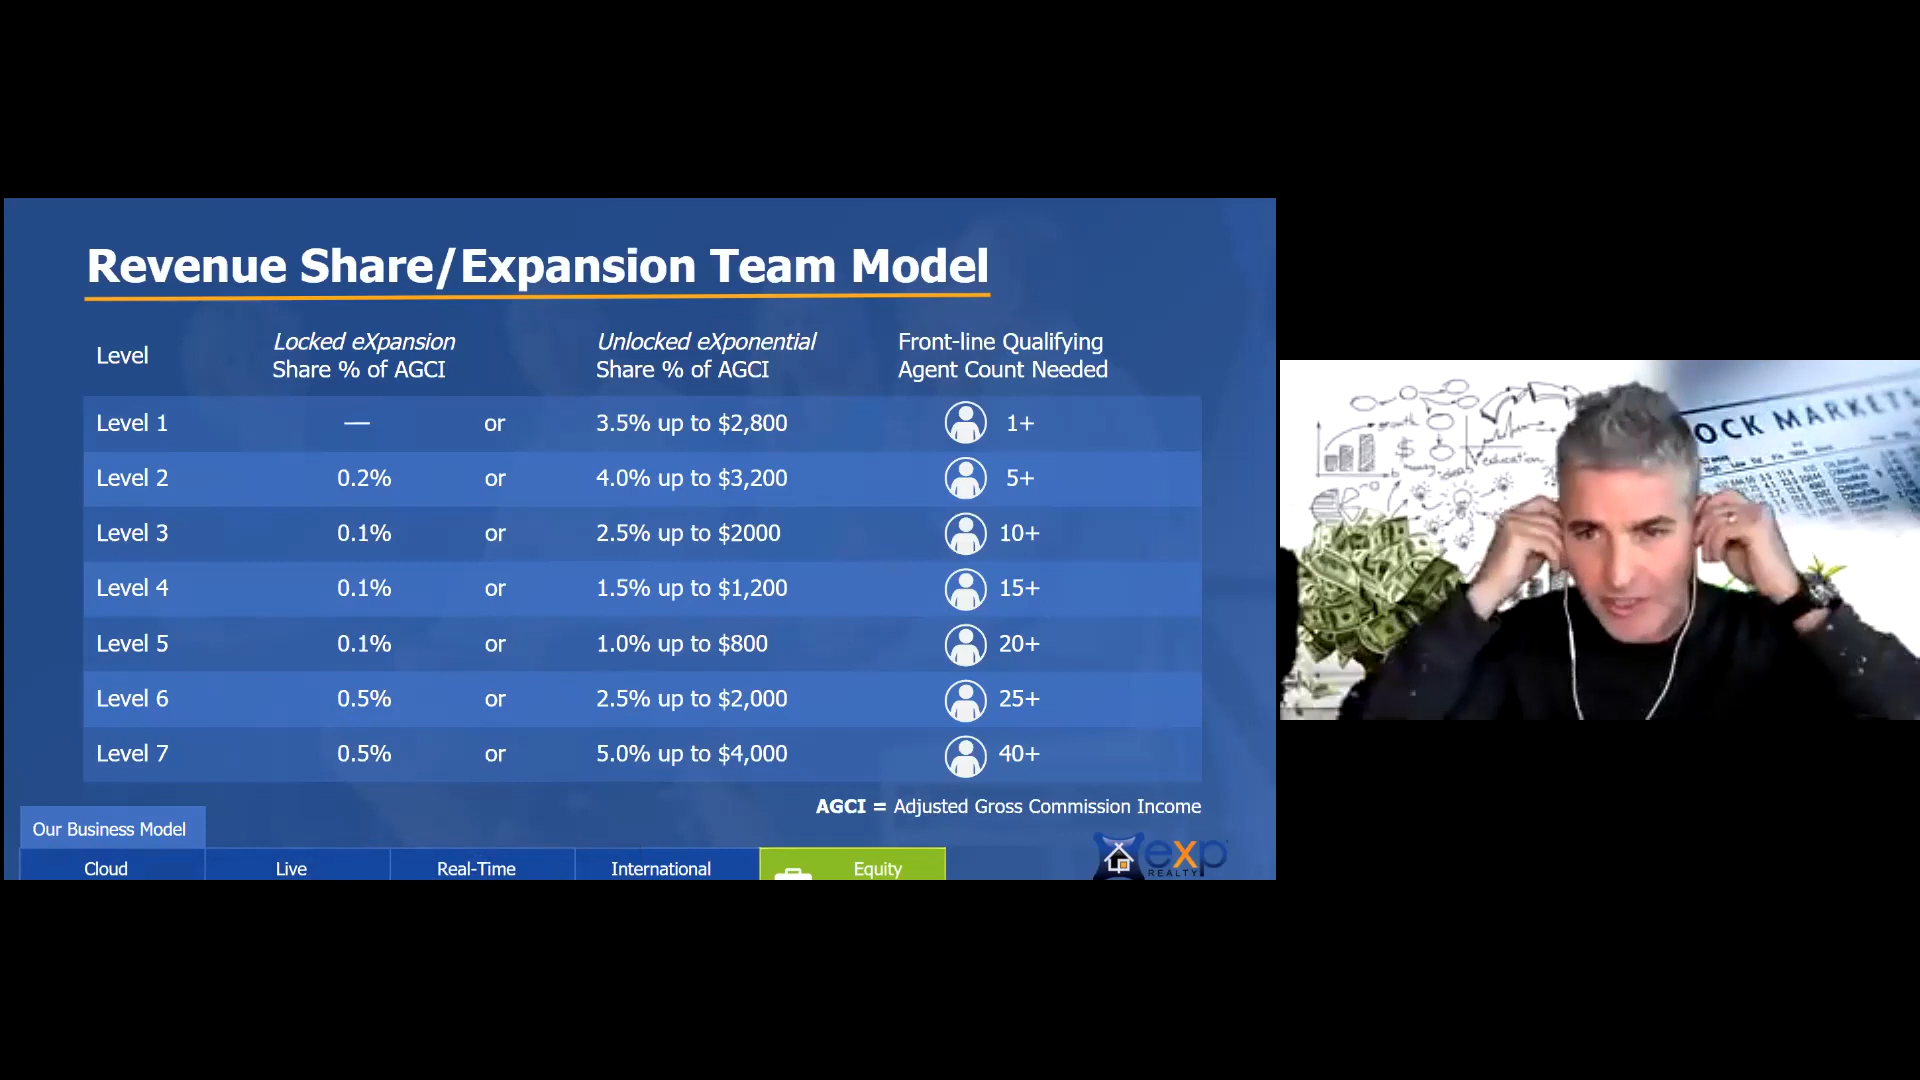 Revenue Share/Expansion Team Model
Level
Locked eXpansion
Share % of AGCI
Unlocked eXponential
Share % of AGCI
Front-line Qualifying
Agent Count Needed
Level 1 — or 3.5% up to $2,800 1+
Level 2 0.2% or 4.0% up to $3,200 5+
Level 3 0.1% or 2.5% up to $2000 10+
Level 4 0.1% or 1.5% up to $1,200 15+
Level 5 0.1% or 1.0% up to $800 20+
Level 6 0.5% or 2.5% up to $2,000 25+
Level 7 0.5% or 5.0% up to $4,000 40+
AGCI = Adjusted Gross Commission Income
Our Business Model
Cloud Live Real-Time International Equity
eXp
REALTY
OCK MARKETS
growth
education